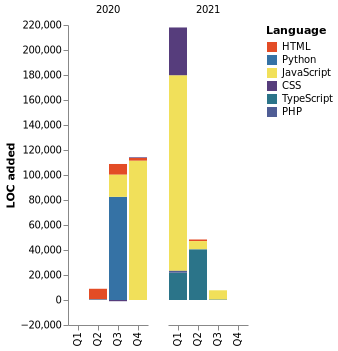 2020 2021
Language
HTML
Python
JavaScript
CSS
TypeScript
PHP
LOC added
220,000
200,000
180,000
160,000
140,000
120,000
100,000
80,000
60,000
40,000
20,000
0
−20,000
Q1 Q2 Q3 Q4 Q1 Q2 Q3 Q4